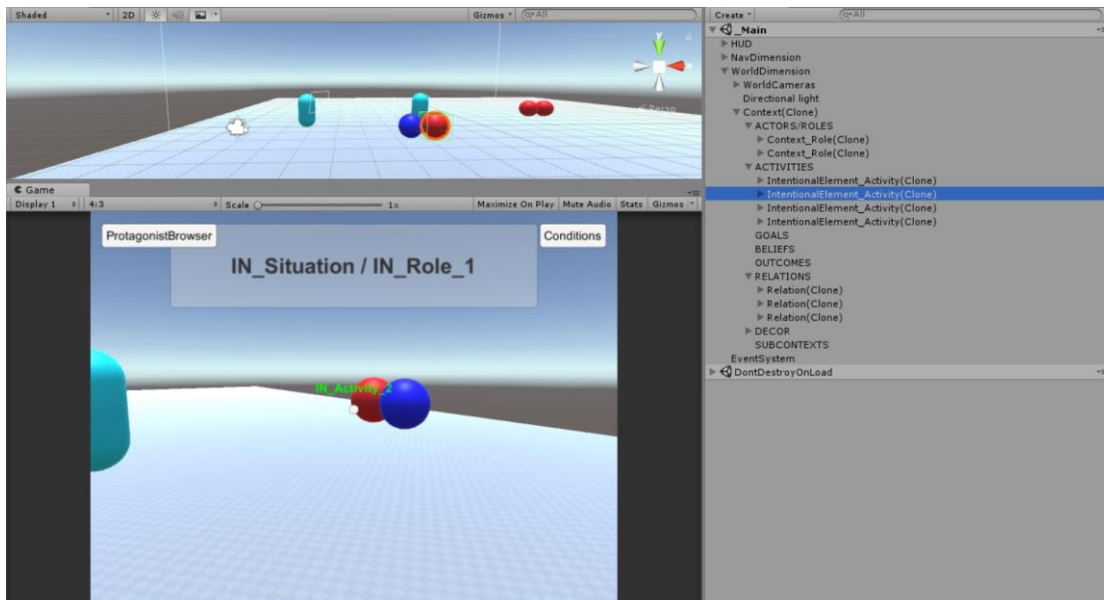 Shaded 2D Gizmos All
Y
Persp
Game
Display 1 4:3 Scale 1x Maximize On Play Mute Audio Stats Gizmos
ProtagonistBrowser
Conditions
IN_Situation / IN_Role_1
IN_Activity_2
Create All
_Main
HUD
NavDimension
WorldDimension
WorldCameras
Directional light
Context(Clone)
ACTORS/ROLES
Context_Role(Clone)
Context_Role(Clone)
ACTIVITIES
IntentionalElement_Activity(Clone)
IntentionalElement_Activity(Clone)
IntentionalElement_Activity(Clone)
IntentionalElement_Activity(Clone)
GOALS
BELIEFS
OUTCOMES
RELATIONS
Relation(Clone)
Relation(Clone)
Relation(Clone)
DECOR
SUBCONTEXTS
EventSystem
DontDestroyOnLoad